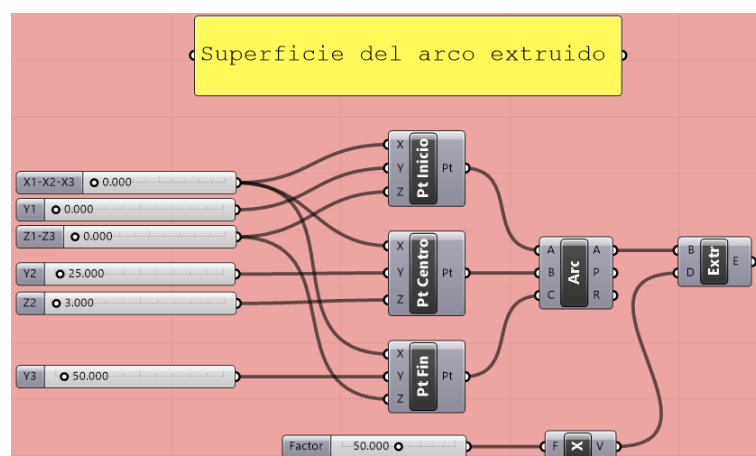 Superficie del arco extruido
X Y Z Pt Inicio Pt
X1-X2-X3 0.000
Y1 0.000
Z1-Z3 0.000
X Y Z Pt Centro Pt
A B C Arc A P R
B D Extr E
Y2 25.000
Z2 3.000
X Y Z Pt Fin Pt
Y3 50.000
Factor 50.000
F X V